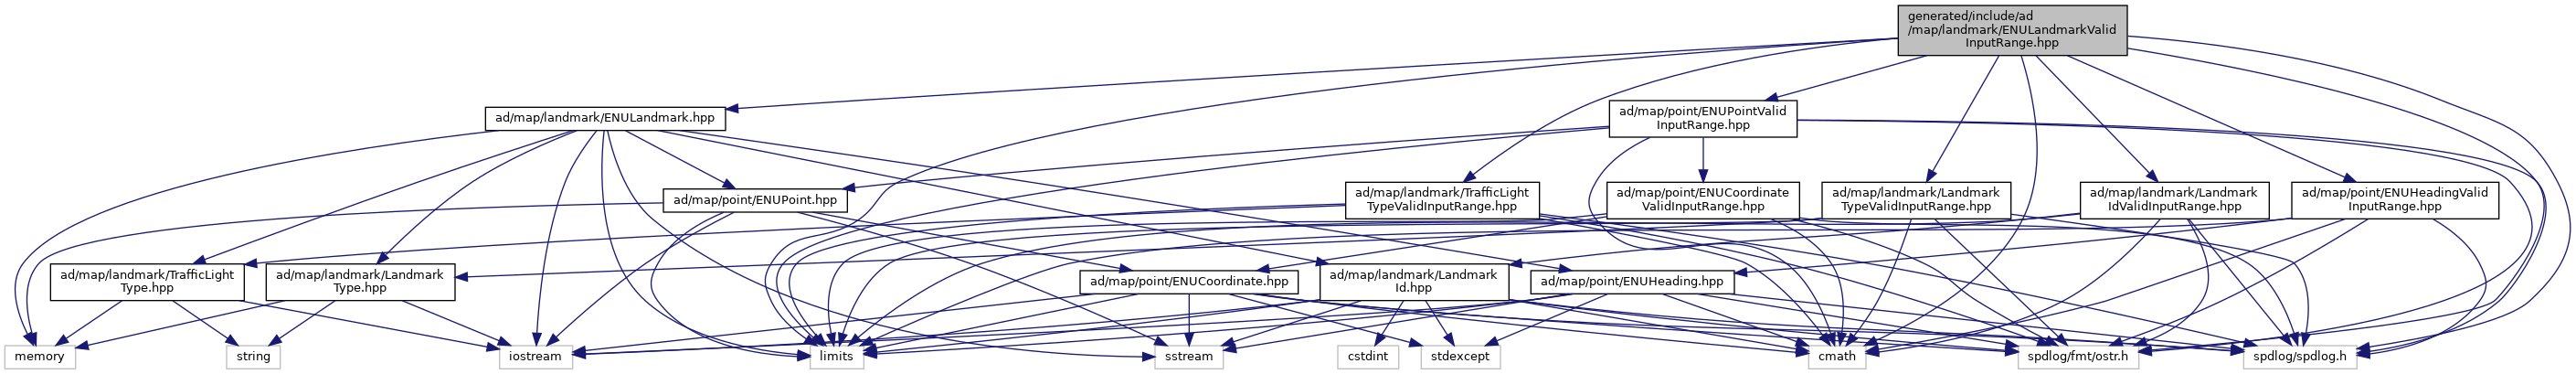 generated/include/ad
/map/landmark/ENULandmarkValid
InputRange.hpp
ad/map/landmark/ENULandmark.hpp
ad/map/point/ENUPointValid
InputRange.hpp
ad/map/point/ENUPoint.hpp
ad/map/landmark/TrafficLight
TypeValidInputRange.hpp
ad/map/point/ENUCoordinate
ValidInputRange.hpp
ad/map/landmark/Landmark
TypeValidInputRange.hpp
ad/map/landmark/Landmark
IdValidInputRange.hpp
ad/map/point/ENUHeadingValid
InputRange.hpp
ad/map/landmark/TrafficLight
Type.hpp
ad/map/landmark/Landmark
Type.hpp
ad/map/point/ENUCoordinate.hpp
ad/map/landmark/Landmark
Id.hpp
ad/map/point/ENUHeading.hpp
memory
string
iostream
limits
sstream
cstdint
stdexcept
cmath
spdlog/fmt/ostr.h
spdlog/spdlog.h